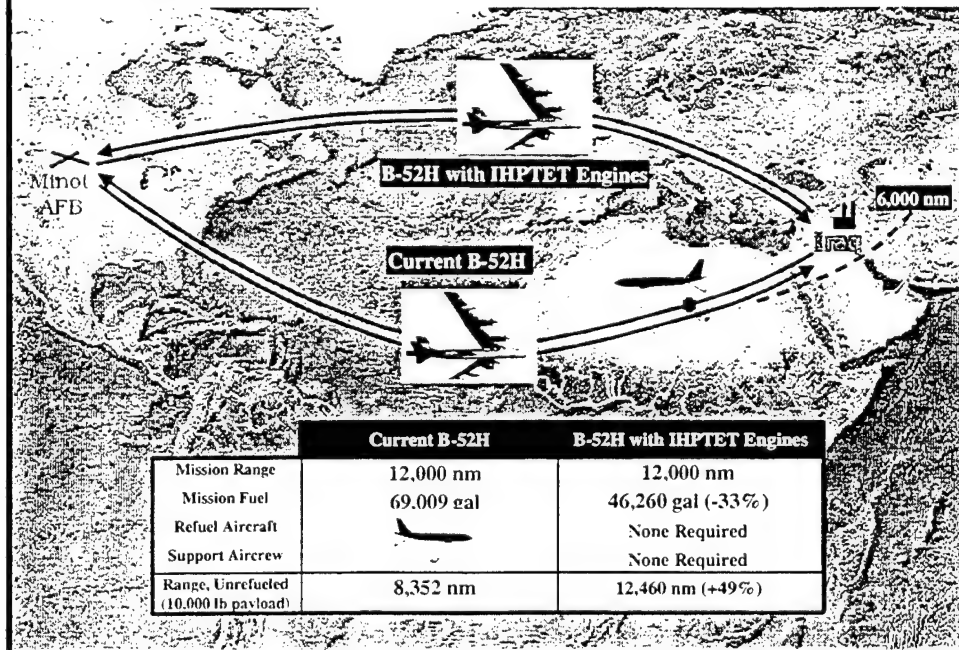 B-52H with IHPTET Engines
Minot
AFB
6,000 nm
Iraq
Current B-52H
Current B-52H B-52H with IHPTET Engines
Mission Range 12,000 nm 12,000 nm
Mission Fuel 69,009 gal 46,260 gal (-33%)
Refuel Aircraft None Required
Support Aircrew None Required
Range, Unrefueled 8,352 nm 12,460 nm (+49%)
(10,000 lb payload)